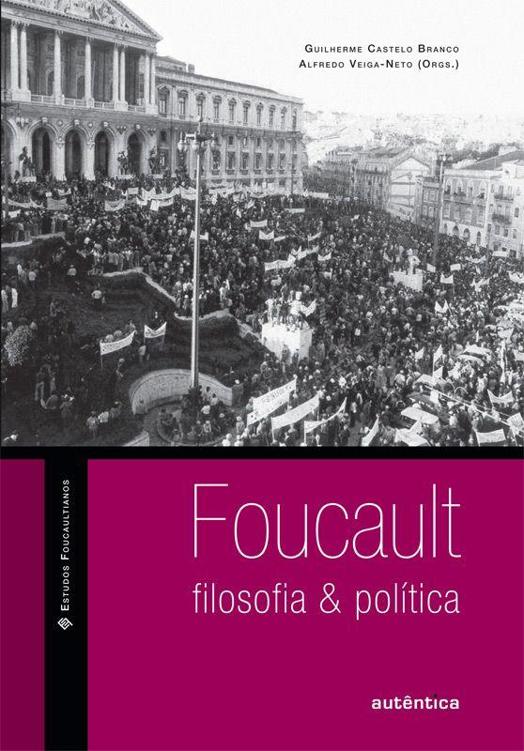 Guilherme Castelo Branco
Alfredo Veiga-Neto (Orgs.)
Estudos Foucaultianos
Foucault
filosofia & política
autêntica